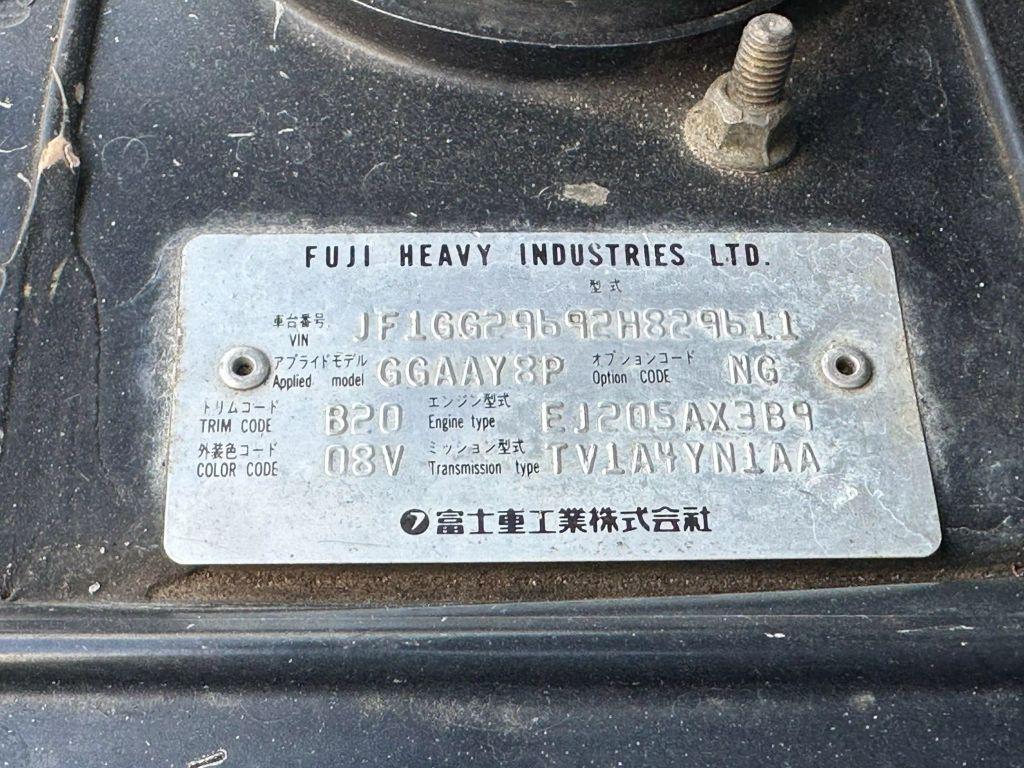 FUJI HEAVY INDUSTRIES LTD.
型式
車台番号 VIN JF1GG29692H829611
アプライドモデル Applied model GGAAY8P オプションコード Option CODE NG
トリムコード TRIM CODE B20 エンジン型式 Engine type EJ205AX3B9
外装色コード COLOR CODE 08V ミッション型式 Transmission type TV1A4YN1AA
富士重工業株式会社